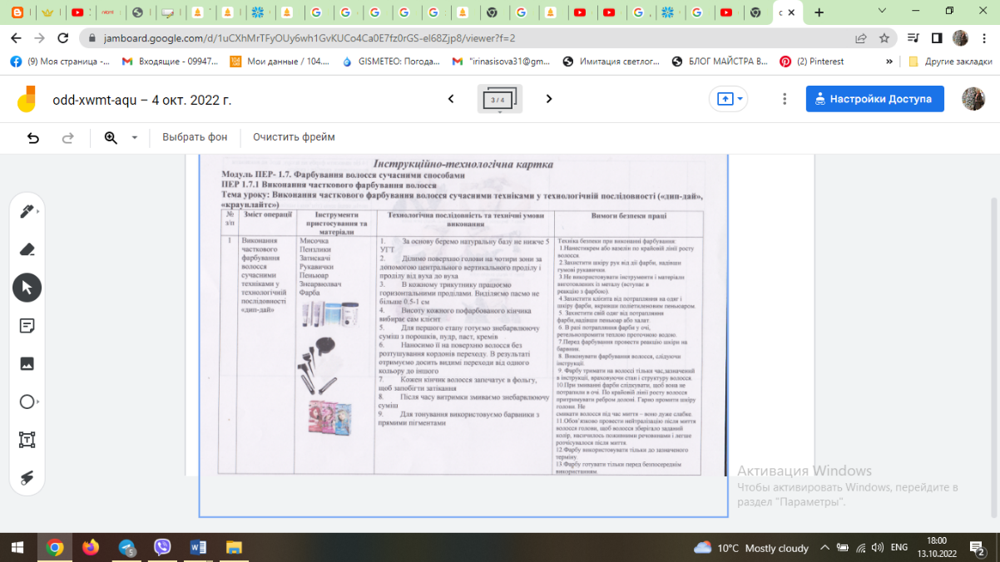 jamboard.google.com/d/1uCXhMrTFyOUy6wh1GvKUCo4Ca0E7fz0rGS-el68Zjp8/viewer?f=2
(9) Моя страница -...
Входящие - 09947...
Мои данные / 104....
GISMETEO: Погода...
"irinasisova31@gm...
Имитация светлог...
БЛОГ МАЙСТРА В...
(2) Pinterest
»
Другие закладки
odd-xwmt-aqu – 4 окт. 2022 г.
3 / 4
Настройки Доступа
Выбрать фон
Очистить фрейм
Інструкційно-технологічна картка
Модуль ПЕР- 1.7. Фарбування волосся сучасними способами
ПЕР 1.7.1 Виконання часткового фарбування волосся
Тема уроку: Виконання часткового фарбування волосся сучасними техніками у технологічній послідовності («дип-дай»,
«краунлайтс»)
№ з/п
Зміст операції
Інструменти
пристосування та
матеріали
Технологічна послідовність та технічні умови
виконання
Вимоги безпеки праці
1
Виконання
часткового
фарбування
волосся
сучасними
техніками у
технологічній
послідовності
«дип-дай»
Мисочка
Пензлики
Затискачі
Рукавички
Пеньюар
Знсарвювач
Фарба
1. За основу беремо натуральну базу не нижче 5
УГТ
2. Ділимо поверхню голови на чотири зони за
допомогою центрального вертикального проділу і
проділу від вуха до вуха
3. В кожному трикутнику працюємо
горизонтальними проділами. Виділяємо пасмо не
більше 0,5-1 см
4. Висоту кожного пофарбованого кінчика
вибирає сам клієнт
5. Для першого етапу готуємо знебарвлюючу
суміш з порошків, пудр, паст, кремів
6. Наносимо її на поверхню волосся без
розтушування кордонів переходу. В результаті
отримуємо досить видимі переходи від одного
кольору до іншого
7. Кожен кінчик волосся запечатує в фольгу,
щоб запобігти затікання
8. Після часу витримки змиваємо знебарвлюючу
суміш
9. Для тонування використовуємо барвники з
прямими пігментами
Техніка безпеки при виконанні фарбування:
1.Нанести крем або вазелін по крайовій лінії росту
волосся
2.Захистити шкіру рук від дії фарби, надівши
гумові рукавички.
3.Не використовувати інструменти і матеріали
виготовлених із металу (вступає в
реакцію з фарбою).
4.Захистити клієнта від потрапляння на одяг і
шкіру фарби, вкривши поліетиленовим пеньюаром.
5. Захистити свій одяг від потрапляння
фарби,надівши пеньюар або халат.
6. В разі потрапляння фарби у очі,
ретельнопромити теплою проточною водою.
7.Перед фарбування провести реакцію шкіри на
барвник.
8. Виконувати фарбування волосся, слідуючи
інструкції.
9. Фарбу тримати на волоссі тільки час,зазначений
в інструкції, враховуючи стан і структуру волосся.
10.При змиванні фарби слідкувати, щоб вона не
потрапила в очі. По крайовій лінії росту волосся
притримувати ребром долоні. Гарно промити шкіру
голови. Не
смикати волосся під час миття – воно дуже слабке.
11.Обов'язково провести нейтралізацію після миття
волосся голови, щоб волосся зберігало заданий
колір, наситилось поживними речовинами і легше
розчісувалося після миття.
12.Фарбу використовувати тільки до зазначеного
терміну.
13.Фарбу готувати тільки перед безпосереднім
використанням.
Активация Windows
Чтобы активировать Windows, перейдите в
раздел "Параметры".
10°C Mostly cloudy
ENG
18:00
13.10.2022
5
2